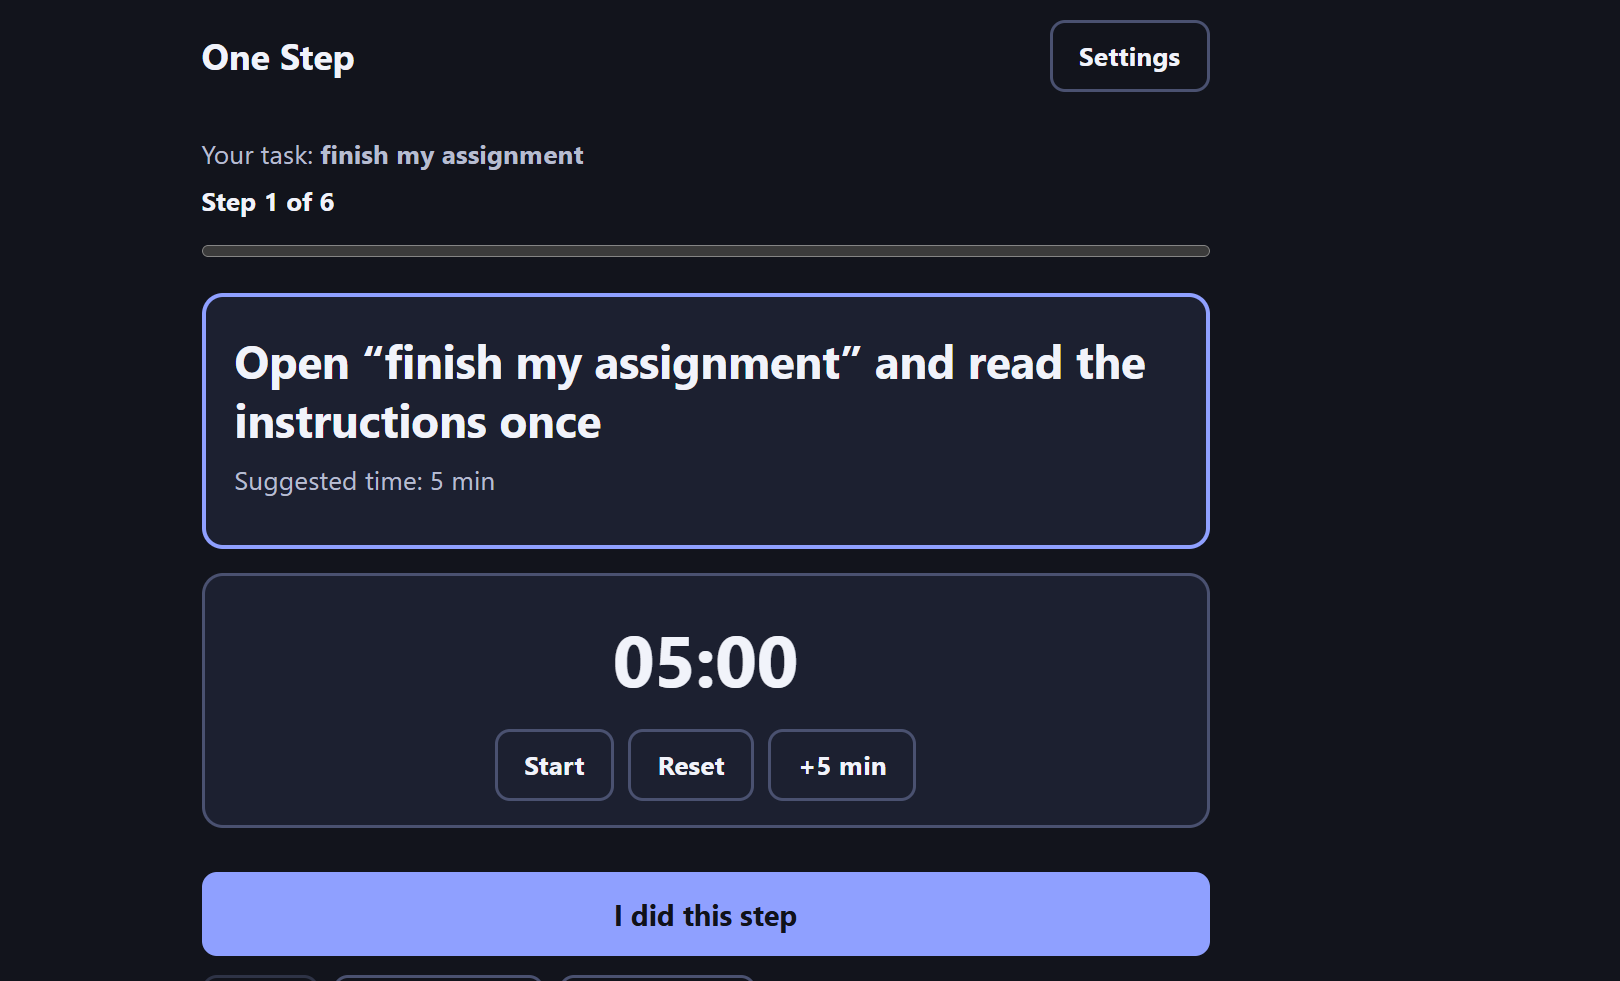 One Step
Settings
Your task: finish my assignment
Step 1 of 6
Open “finish my assignment” and read the
instructions once
Suggested time: 5 min
05:00
Start
Reset
+5 min
I did this step